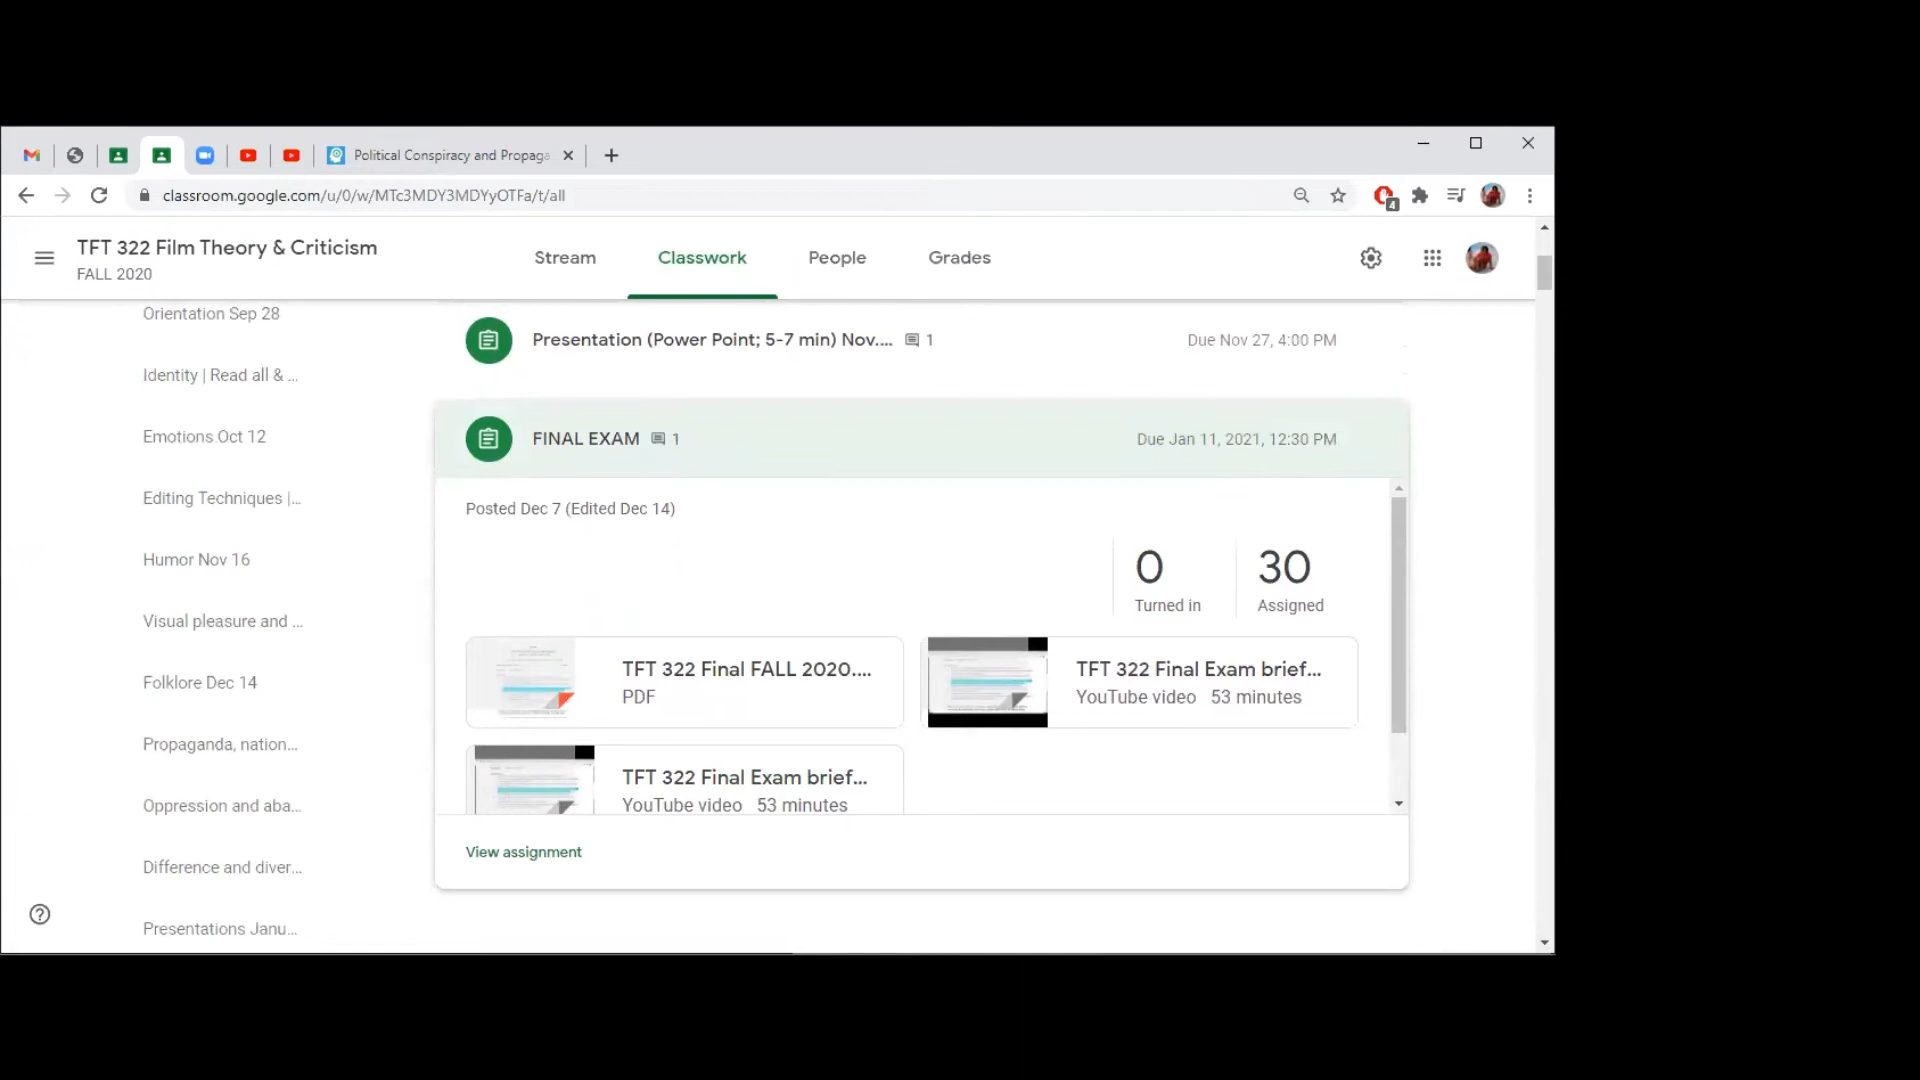 Political Conspiracy and Propaga
classroom.google.com/u/0/w/MTc3MDY3MDYyOTFa/t/all
4
TFT 322 Film Theory & Criticism
FALL 2020
Stream
Classwork
People
Grades
Orientation Sep 28
Identity | Read all & ...
Emotions Oct 12
Editing Techniques |...
Humor Nov 16
Visual pleasure and ...
Folklore Dec 14
Propaganda, nation...
Oppression and aba...
Difference and diver...
Presentations Janu...
Presentation (Power Point; 5-7 min) Nov.... 1
Due Nov 27, 4:00 PM
FINAL EXAM 1
Due Jan 11, 2021, 12:30 PM
Posted Dec 7 (Edited Dec 14)
0
Turned in
30
Assigned
TFT 322 Final FALL 2020....
PDF
TFT 322 Final Exam brief...
YouTube video 53 minutes
TFT 322 Final Exam brief...
YouTube video 53 minutes
View assignment